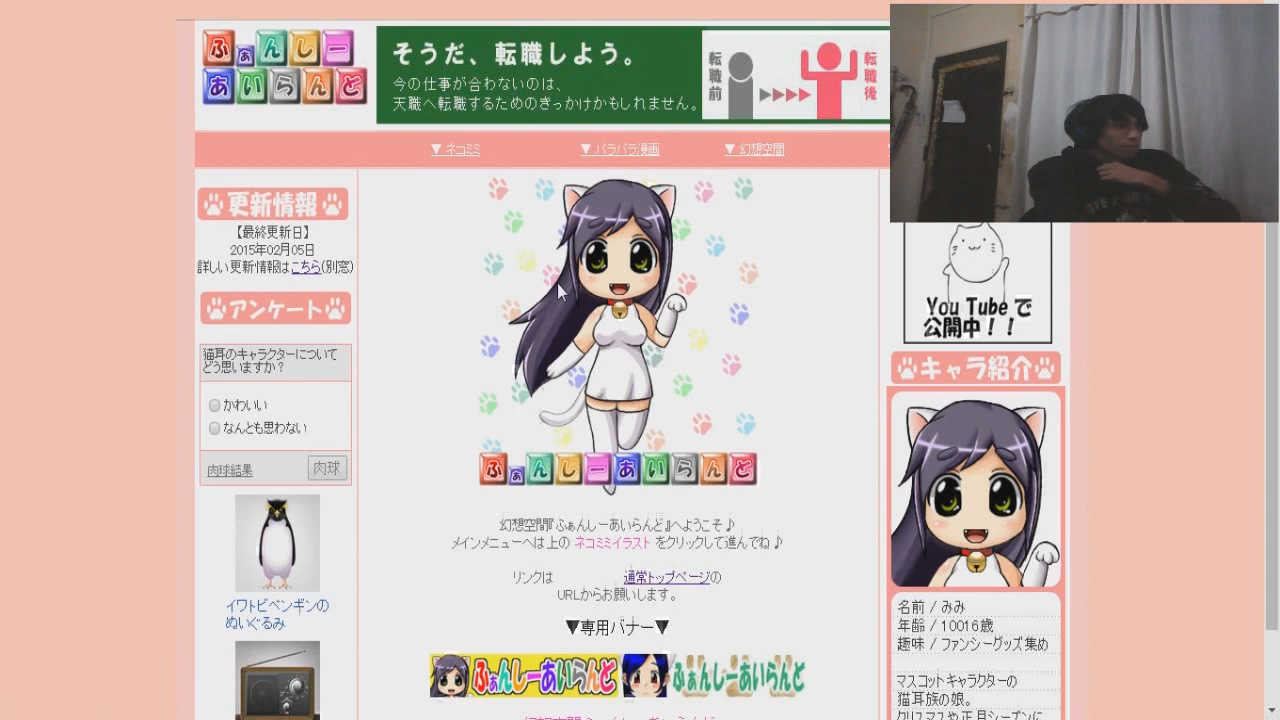 ふぁんしー
あいらんど
そうだ、転職しよう。
今の仕事が合わないのは、
天職へ転職するためのきっかけかもしれません。
転職前
転職後
▼ ネコミミ
▼ パラパラ漫画
▼ 幻想空間
更新情報
【最終更新日】
2015年02月05日
詳しい更新情報はこちら(別窓)
アンケート
猫耳のキャラクターについて
どう思いますか？
かわいい
なんとも思わない
肉球結果
肉球
イワトビペンギンの
ぬいぐるみ
ふぁんしーあいらんど
幻想空間『ふぁんしーあいらんど』へようこそ♪
メインメニューへは上の ネコミミイラスト をクリックして進んでね♪
リンクは 通常トップページの
URLからお願いします。
▼専用バナー▼
ふぁんしーあいらんど
ふぁんしーあいらんど
You Tube で
公開中！！
キャラ紹介
名前 / みみ
年齢 / 10016歳
趣味 / ファンシーグッズ集め
マスコットキャラクターの
猫耳族の娘。
クリスマスや正月シーズンに